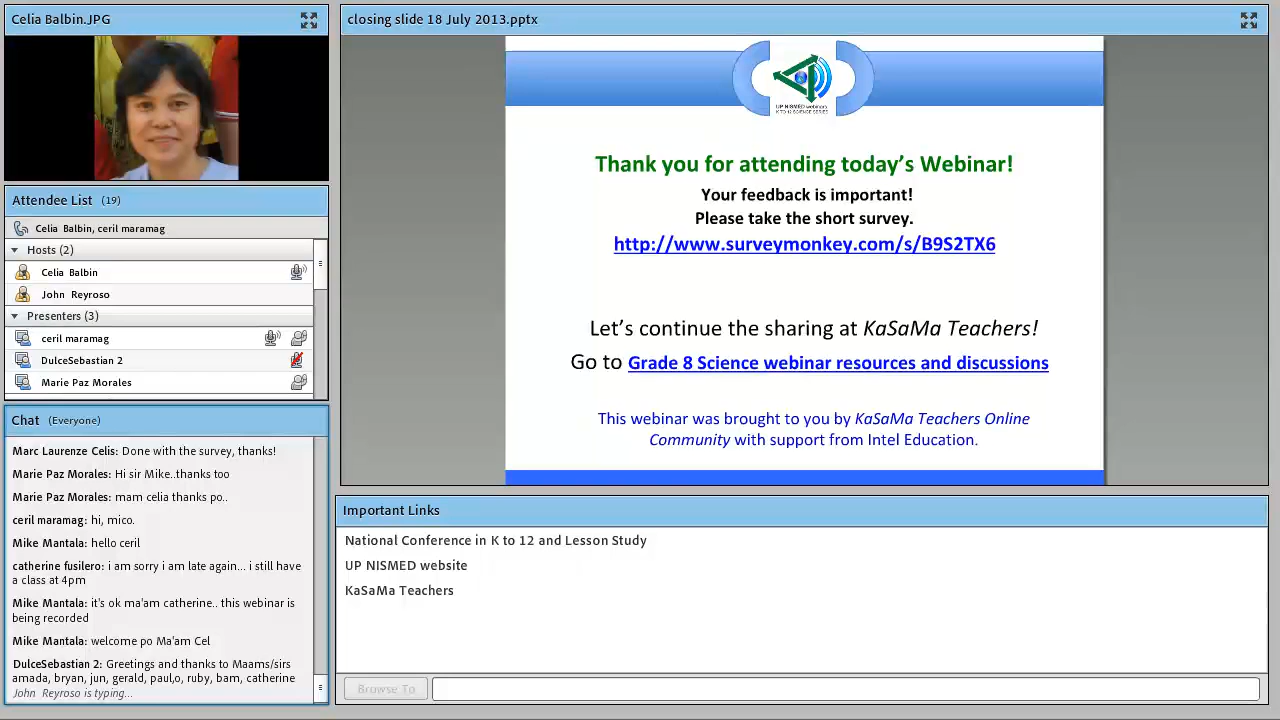 Celia Balbin.JPG
Attendee List (19)
Celia Balbin, ceril maramag
Hosts (2)
Celia Balbin
John Reyroso
Presenters (3)
ceril maramag
DulceSebastian 2
Marie Paz Morales
Chat (Everyone)
Marc Laurenze Celis: Done with the survey, thanks!
Marie Paz Morales: Hi sir Mike..thanks too
Marie Paz Morales: mam celia thanks po..
ceril maramag: hi, mico.
Mike Mantala: hello ceril
catherine fusilero: i am sorry i am late again... i still have
a class at 4pm
Mike Mantala: it's ok ma'am catherine.. this webinar is
being recorded
Mike Mantala: welcome po Ma'am Cel
DulceSebastian 2: Greetings and thanks to Maams/sirs
amada, bryan, jun, gerald, paul,o, ruby, bam, catherine
John Reyroso is typing...
closing slide 18 July 2013.pptx
UP NISMED webinars
K TO 12 SCIENCE SERIES
Thank you for attending today's Webinar!
Your feedback is important!
Please take the short survey.
http://www.surveymonkey.com/s/B9S2TX6
Let's continue the sharing at KaSaMa Teachers!
Go to Grade 8 Science webinar resources and discussions
This webinar was brought to you by KaSaMa Teachers Online
Community with support from Intel Education.
Important Links
National Conference in K to 12 and Lesson Study
UP NISMED website
KaSaMa Teachers
Browse To